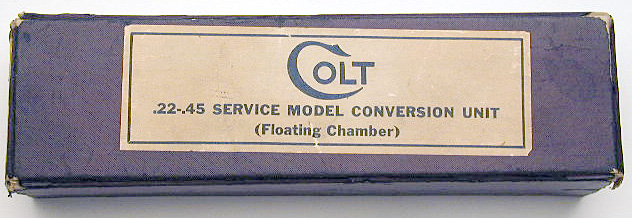 COLT
.22-.45 SERVICE MODEL CONVERSION UNIT
(Floating Chamber)